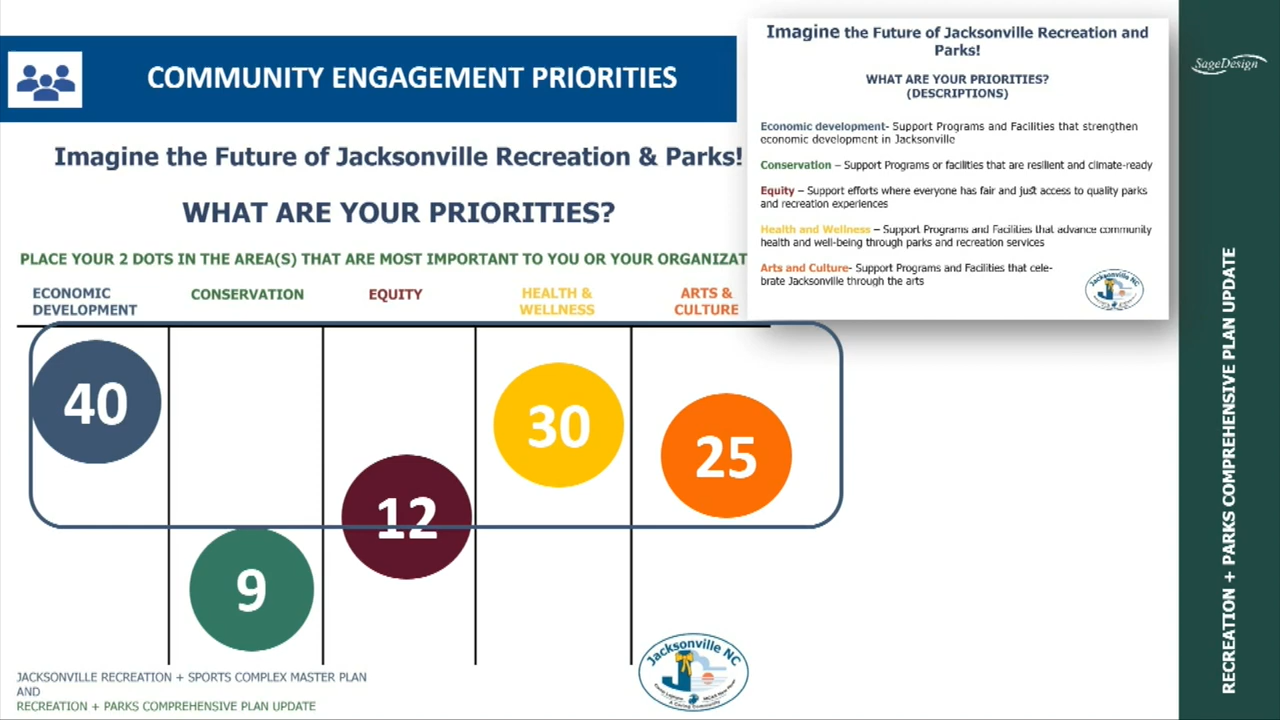 COMMUNITY ENGAGEMENT PRIORITIES
Imagine the Future of Jacksonville Recreation & Parks!
WHAT ARE YOUR PRIORITIES?
PLACE YOUR 2 DOTS IN THE AREA(S) THAT ARE MOST IMPORTANT TO YOU OR YOUR ORGANIZAT
ECONOMIC
DEVELOPMENT
CONSERVATION
EQUITY
HEALTH &
WELLNESS
ARTS &
CULTURE
40
9
12
30
25
JACKSONVILLE RECREATION + SPORTS COMPLEX MASTER PLAN
AND
RECREATION + PARKS COMPREHENSIVE PLAN UPDATE
Jacksonville NC
A Caring Community
Imagine the Future of Jacksonville Recreation and
Parks!
WHAT ARE YOUR PRIORITIES?
(DESCRIPTIONS)
Economic development- Support Programs and Facilities that strengthen
economic development in Jacksonville
Conservation – Support Programs or facilities that are resilient and climate-ready
Equity – Support efforts where everyone has fair and just access to quality parks
and recreation experiences
Health and Wellness – Support Programs and Facilities that advance community
health and well-being through parks and recreation services
Arts and Culture- Support Programs and Facilities that cele-
brate Jacksonville through the arts
Jacksonville NC
SageDesign
RECREATION + PARKS COMPREHENSIVE PLAN UPDATE